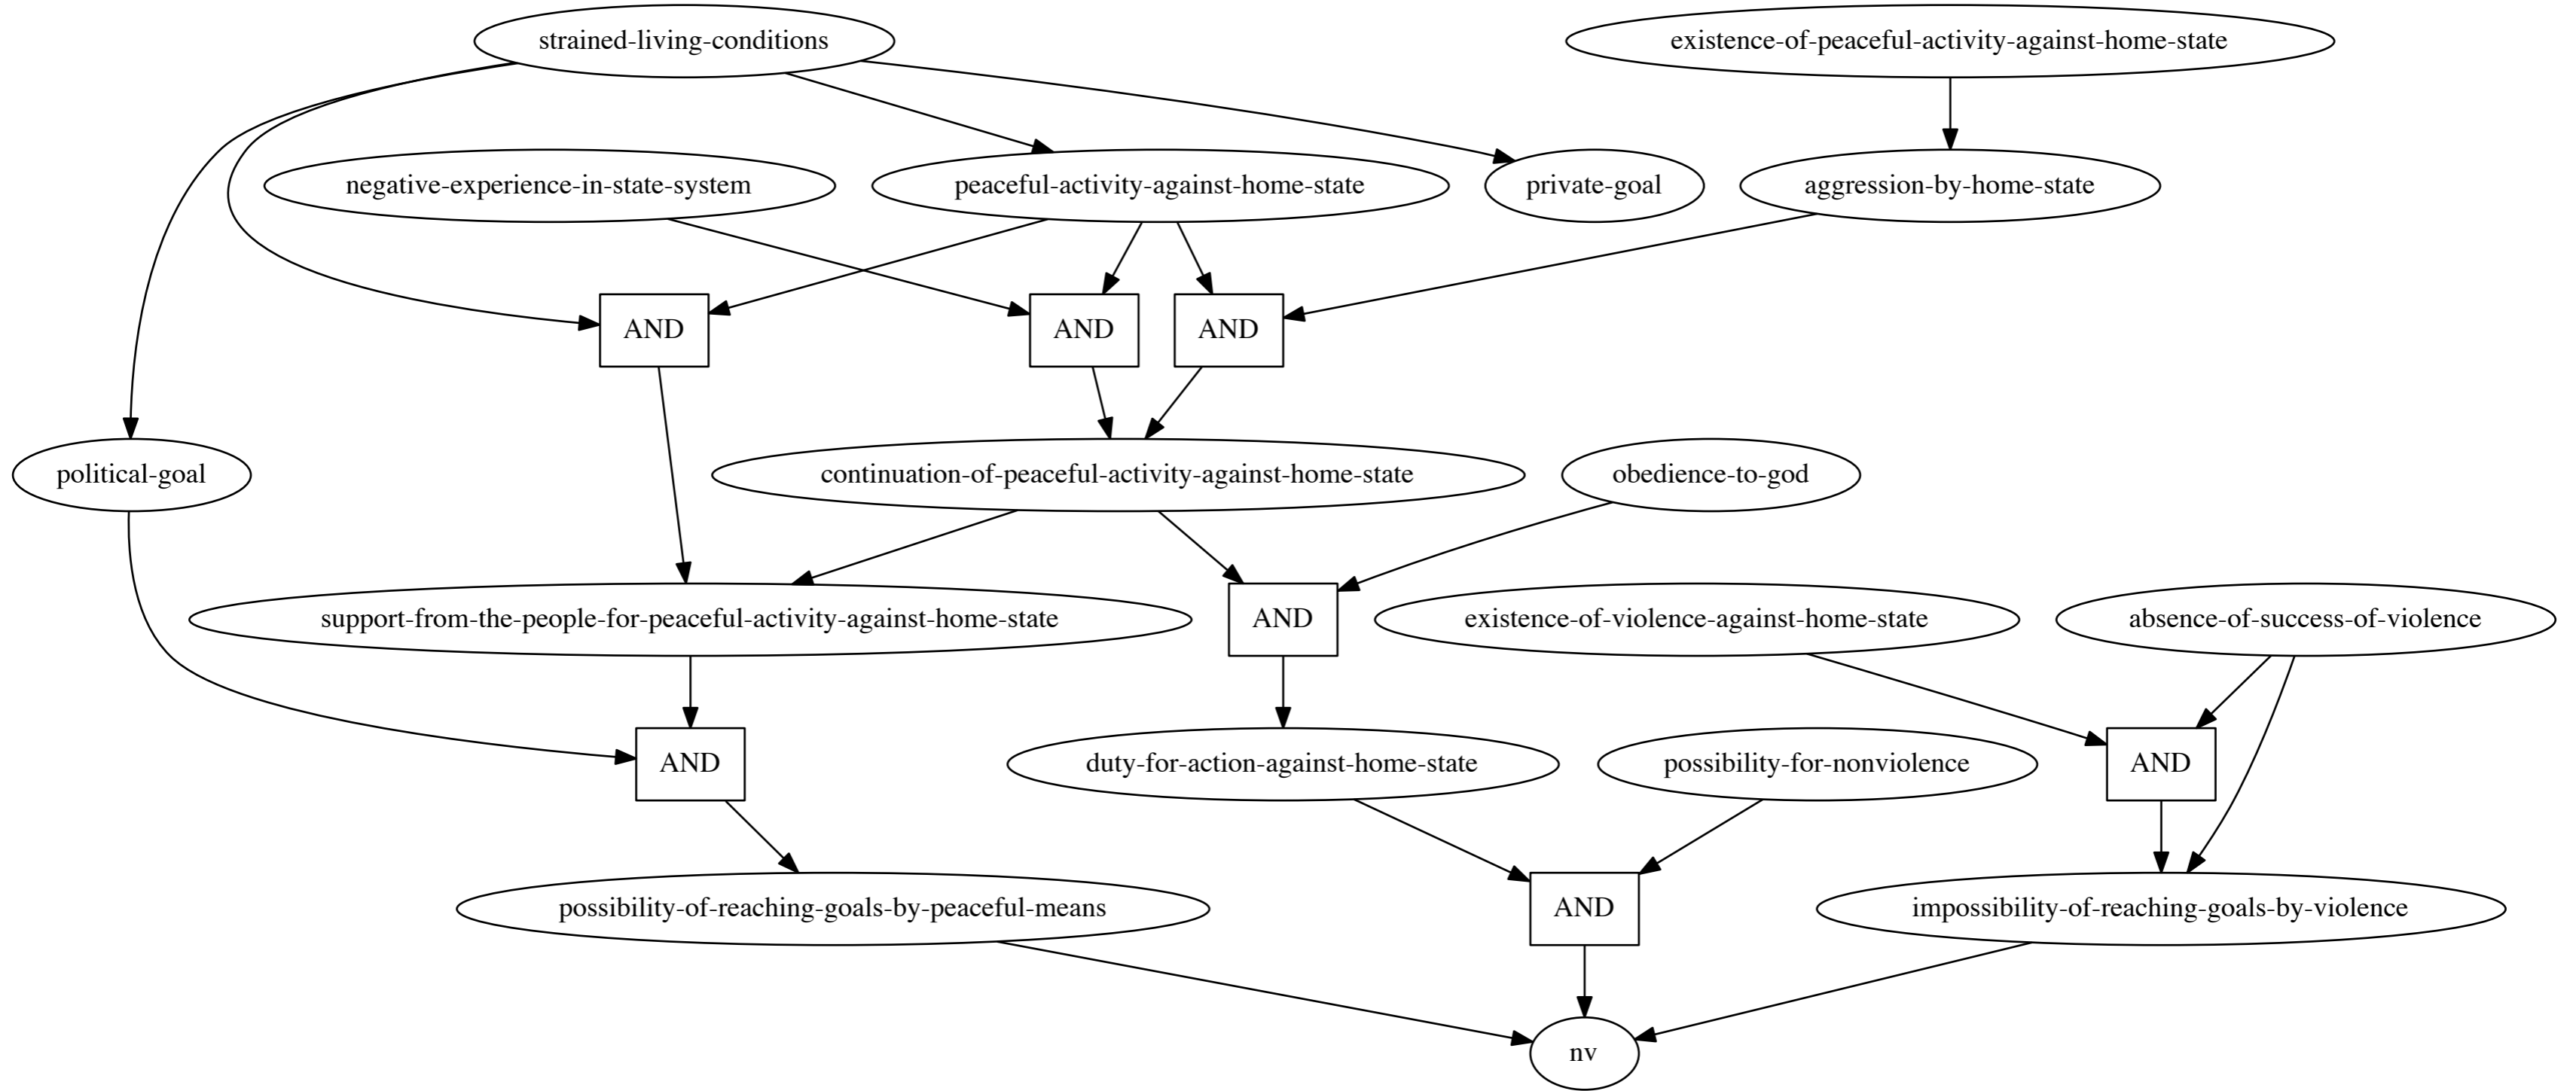 strained-living-conditions
existence-of-peaceful-activity-against-home-state
negative-experience-in-state-system
peaceful-activity-against-home-state
private-goal
aggression-by-home-state
AND
AND
AND
political-goal
continuation-of-peaceful-activity-against-home-state
obedience-to-god
support-from-the-people-for-peaceful-activity-against-home-state
AND
existence-of-violence-against-home-state
absence-of-success-of-violence
AND
duty-for-action-against-home-state
possibility-for-nonviolence
AND
possibility-of-reaching-goals-by-peaceful-means
AND
impossibility-of-reaching-goals-by-violence
nv